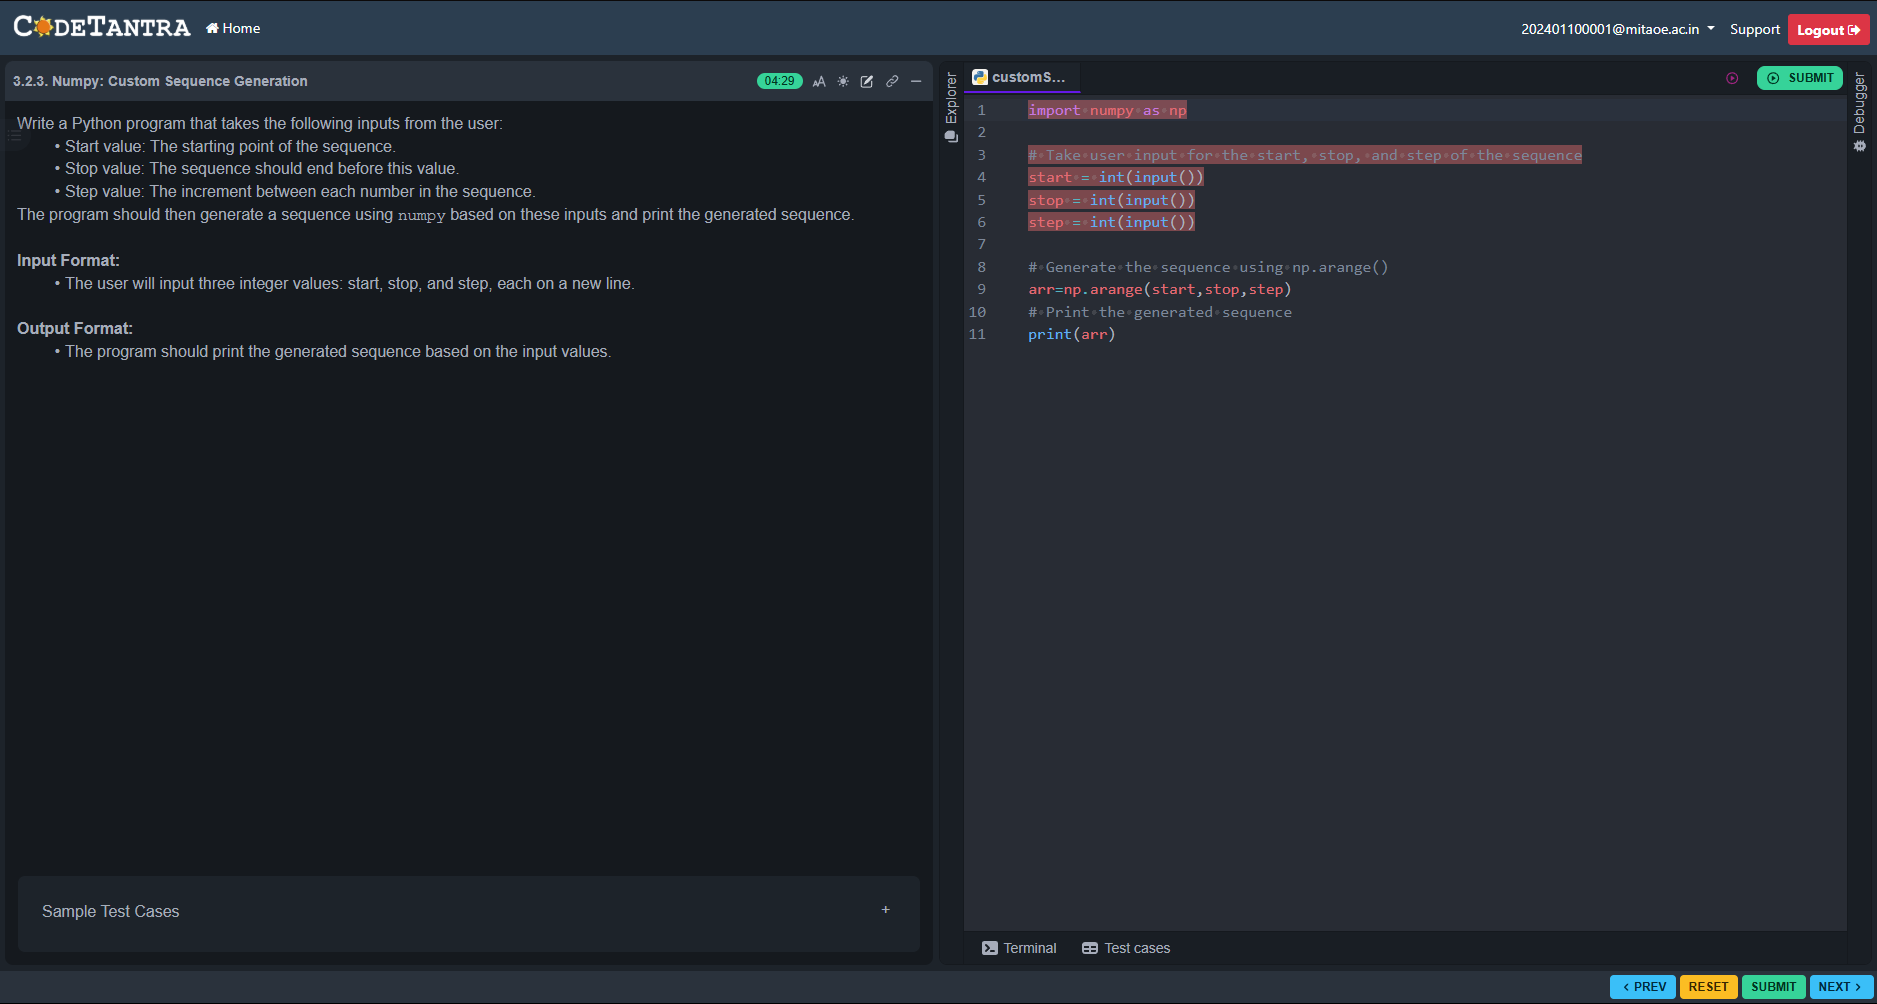 CODETANTRA Home
202401100001@mitaoe.ac.in Support Logout
3.2.3. Numpy: Custom Sequence Generation 04:29 AA
Write a Python program that takes the following inputs from the user:
• Start value: The starting point of the sequence.
• Stop value: The sequence should end before this value.
• Step value: The increment between each number in the sequence.
The program should then generate a sequence using numpy based on these inputs and print the generated sequence.
Input Format:
• The user will input three integer values: start, stop, and step, each on a new line.
Output Format:
• The program should print the generated sequence based on the input values.
Sample Test Cases +
Explorer
customS...
SUBMIT
Debugger
1 import numpy as np
2
3 # Take user input for the start, stop, and step of the sequence
4 start = int(input())
5 stop = int(input())
6 step = int(input())
7
8 # Generate the sequence using np.arange()
9 arr=np.arange(start,stop,step)
10 # Print the generated sequence
11 print(arr)
Terminal Test cases
< PREV RESET SUBMIT NEXT >